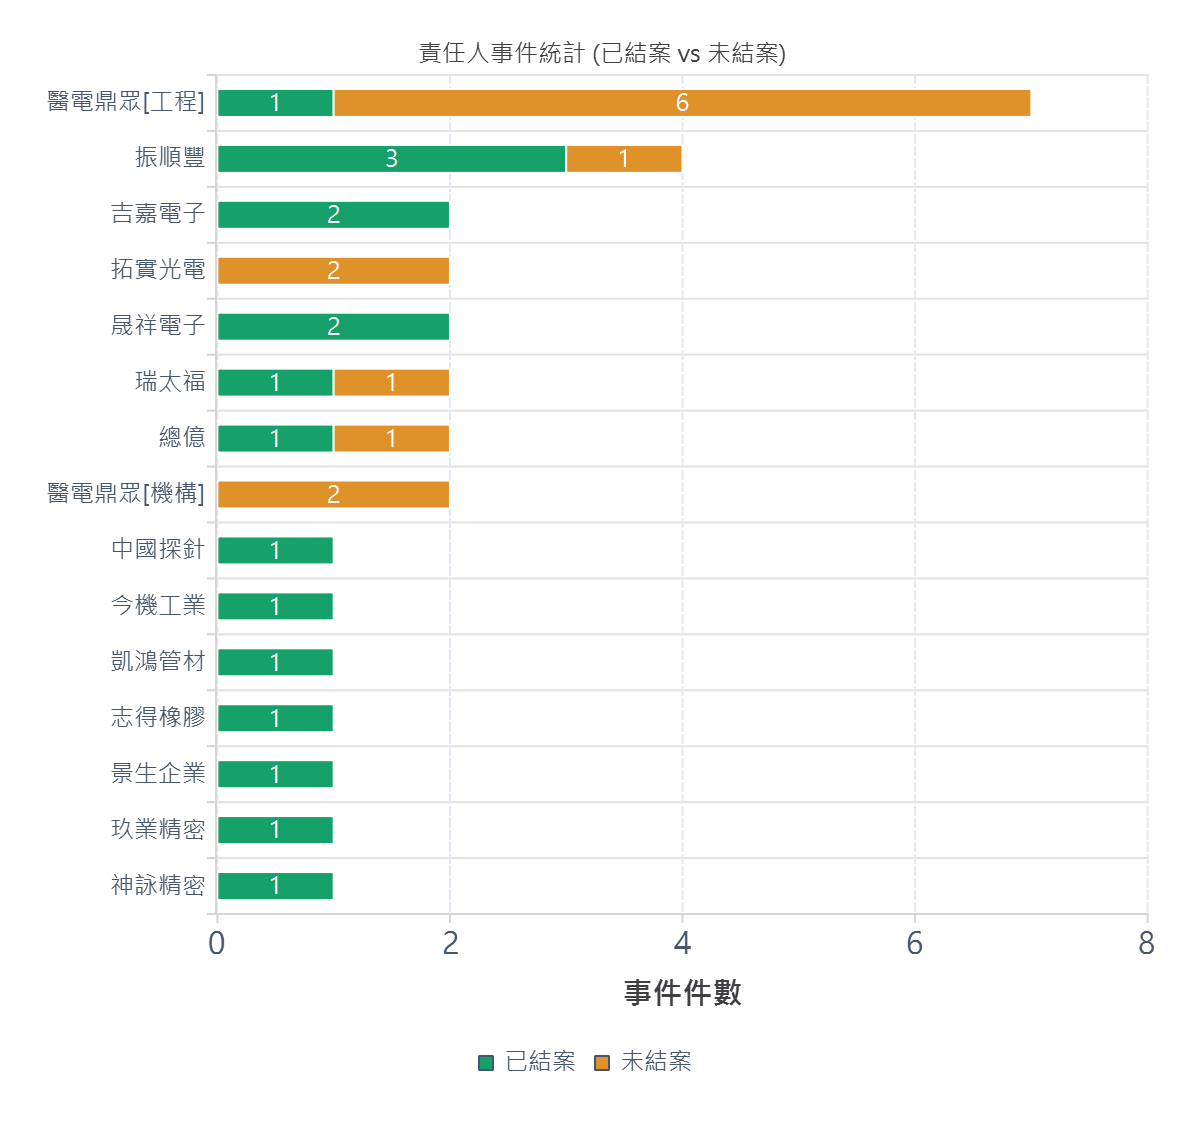 責任人事件統計 (已結案 vs 未結案)
醫電鼎眾[工程] 1 6
振順豐 3 1
吉嘉電子 2
拓實光電 2
晟祥電子 2
瑞太福 1 1
總億 1 1
醫電鼎眾[機構] 2
中國探針 1
今機工業 1
凱鴻管材 1
志得橡膠 1
景生企業 1
玖業精密 1
神詠精密 1
0 2 4 6 8
事件件數
已結案 未結案